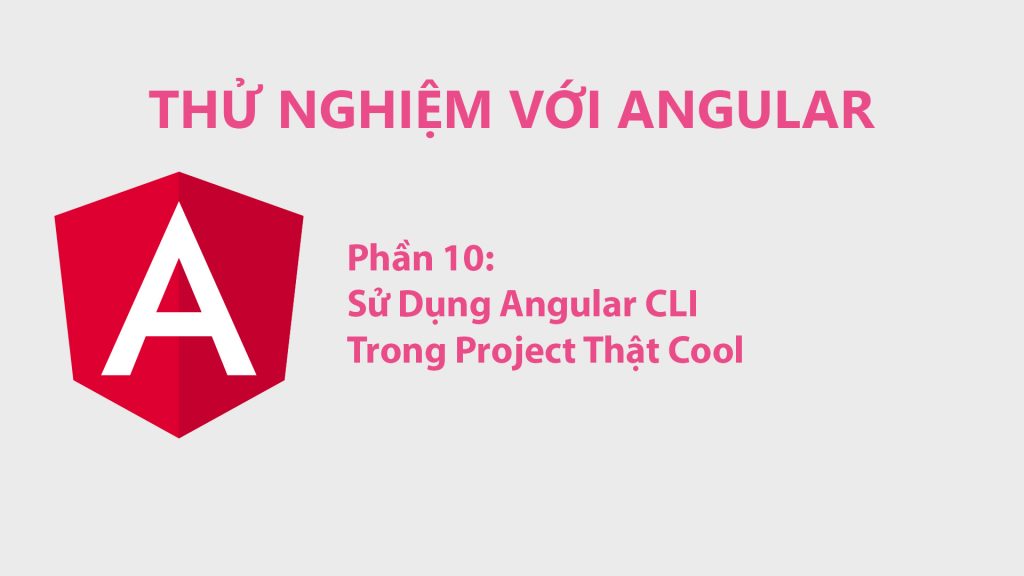 THỬ NGHIỆM VỚI ANGULAR
A
Phần 10:
Sử Dụng Angular CLI
Trong Project Thật Cool